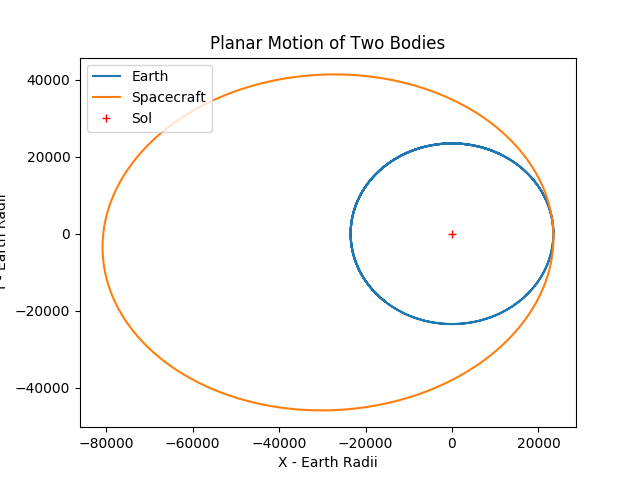 Planar Motion of Two Bodies
Earth
Spacecraft
Sol
40000
20000
0
−20000
−40000
Earth Radii
−80000 −60000 −40000 −20000 0 20000
X - Earth Radii